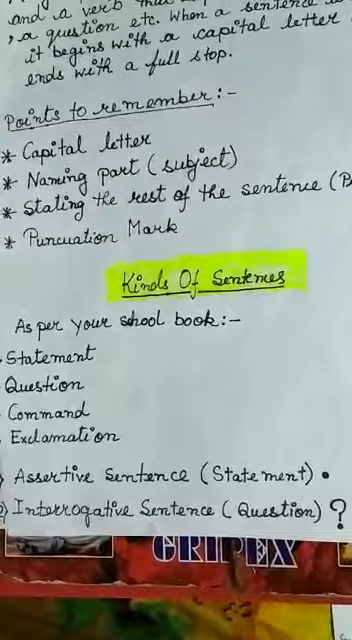 and a verb that
, a question etc. When a sentence is
it begins with a capital letter
ends with a full stop.
Points to remember:-
* Capital letter
* Naming part (subject)
* Stating the rest of the sentence (P
* Puncuation Mark
Kinds Of Sentences
As per your school book:-
Statement
Question
Command
Exclamation
) Assertive Sentence (Statement) .
2) Interrogative Sentence (Question) ?
GRIPEX